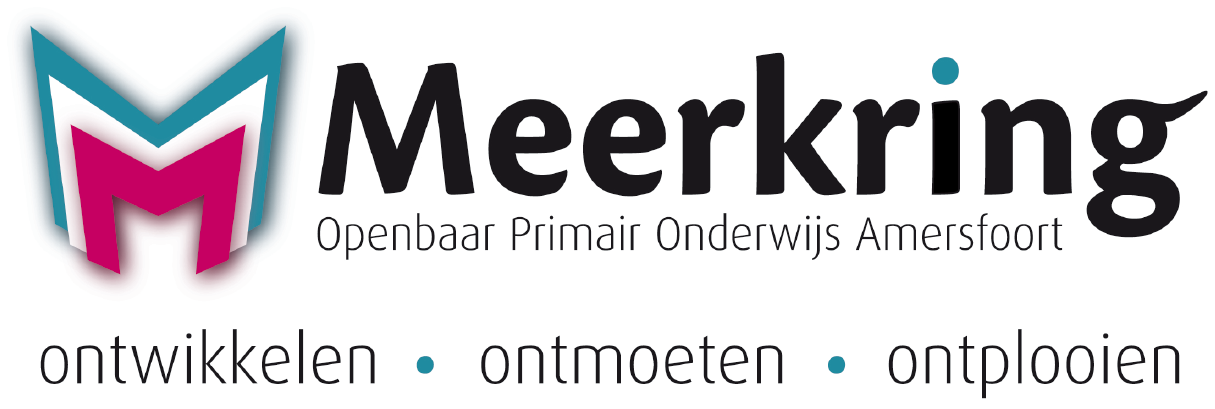 Meerkring
Openbaar Primair Onderwijs Amersfoort
ontwikkelen • ontmoeten • ontplooien